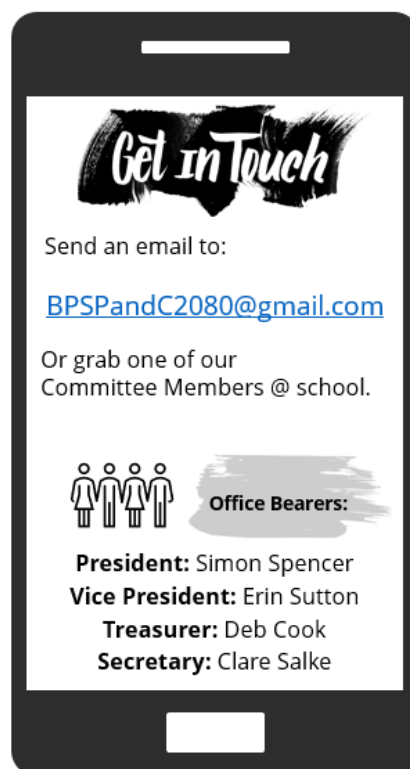 Get in Touch
Send an email to:
BPSPandC2080@gmail.com
Or grab one of our
Committee Members @ school.
Office Bearers:
President: Simon Spencer
Vice President: Erin Sutton
Treasurer: Deb Cook
Secretary: Clare Salke